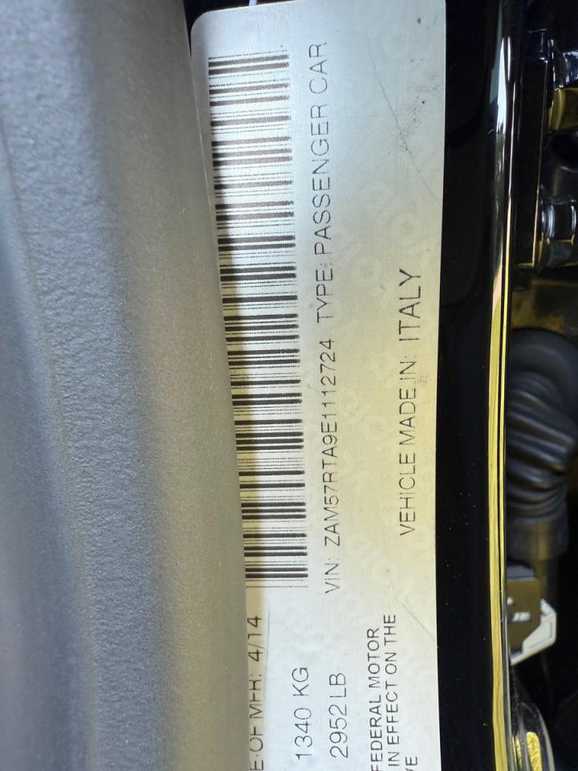 E OF MFR: 4/14
1340 KG
2952 LB
VIN: ZAM57RTA9E1112724 TYPE: PASSENGER CAR
FEDERAL MOTOR
IN EFFECT ON THE
VE
VEHICLE MADE IN: ITALY